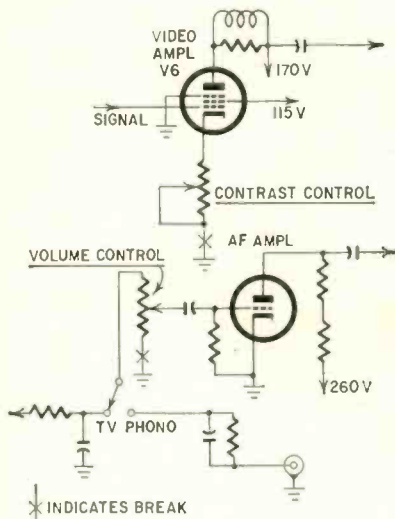 VIDEO
AMPL
V6
170V
SIGNAL
115V
CONTRAST CONTROL
AF AMPL
VOLUME CONTROL
260V
TV PHONO
INDICATES BREAK